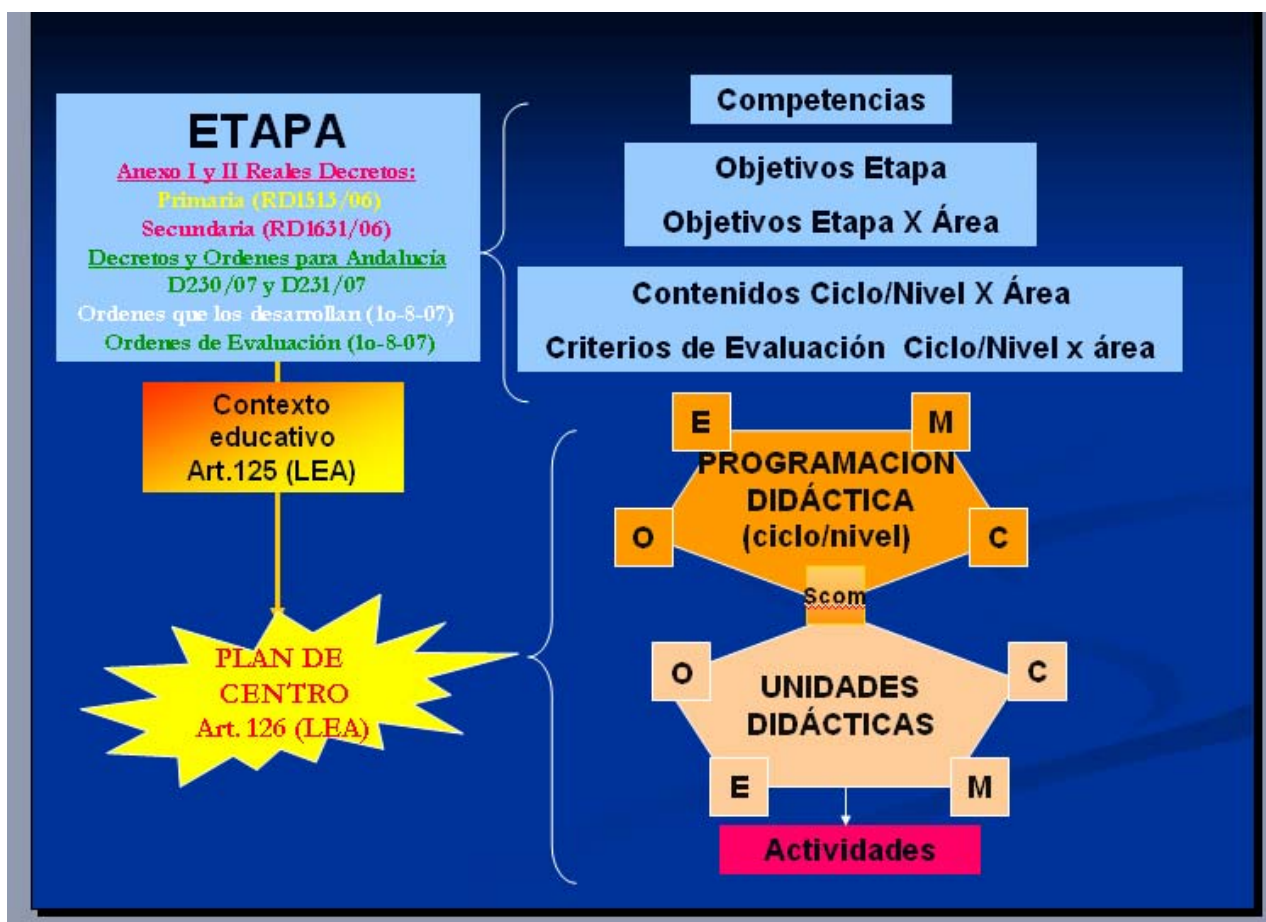 ETAPA
Anexo I y II Reales Decretos:
Primaria (RD1513/06)
Secundaria (RD1631/06)
Decretos y Ordenes para Andalucía
D230/07 y D231/07
Ordenes que los desarrollan (1o-8-07)
Ordenes de Evaluación (1o-8-07)
Competencias
Objetivos Etapa
Objetivos Etapa X Área
Contenidos Ciclo/Nivel X Área
Criterios de Evaluación Ciclo/Nivel x área
Contexto
educativo
Art.125 (LEA)
PLAN DE
CENTRO
Art. 126 (LEA)
E
M
PROGRAMACIÓN
DIDÁCTICA
(ciclo/nivel)
O
C
Scom
O
C
UNIDADES
DIDÁCTICAS
E
M
Actividades